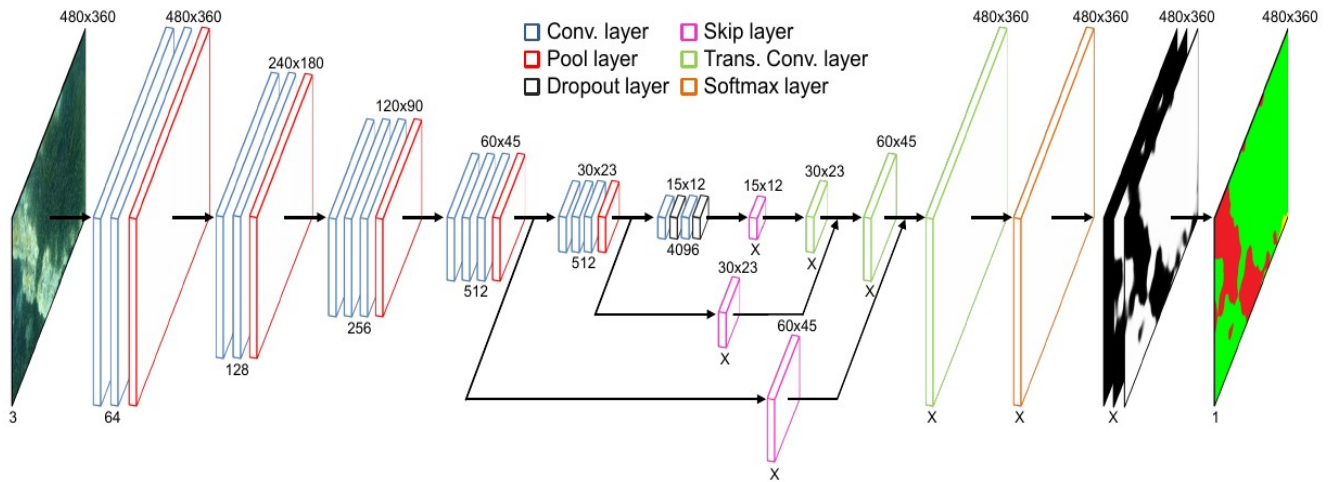 480x360
480x360
240x180
120x90
60x45
30x23
15x12
15x12
30x23
60x45
480x360
480x360
480x360
480x360
Conv. layer
Skip layer
Pool layer
Trans. Conv. layer
Dropout layer
Softmax layer
30x23
60x45
3
64
128
256
512
512
4096
X
X
X
X
X
X
X
X
1